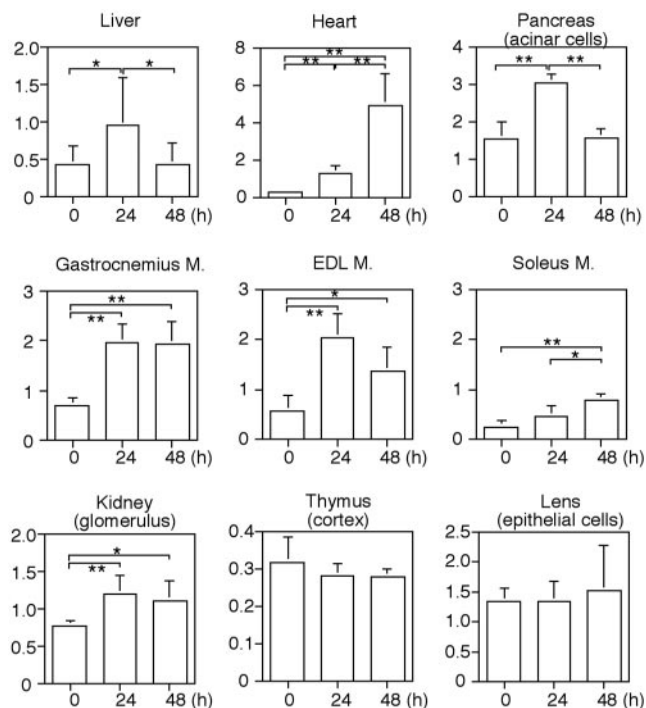 Liver
2.0
1.5
1.0
0.5
0
* *
0 24 48 (h)
Heart
8
6
4
2
0
**
** **
0 24 48 (h)
Pancreas
(acinar cells)
4
3
2
1
0
** **
0 24 48 (h)
Gastrocnemius M.
3
2
1
0
**
**
0 24 48 (h)
EDL M.
3
2
1
0
*
**
0 24 48 (h)
Soleus M.
3
2
1
0
**
*
0 24 48 (h)
Kidney
(glomerulus)
2.0
1.5
1.0
0.5
0
*
**
0 24 48 (h)
Thymus
(cortex)
0.4
0.3
0.2
0.1
0
0 24 48 (h)
Lens
(epithelial cells)
2.5
2.0
1.5
1.0
0.5
0
0 24 48 (h)